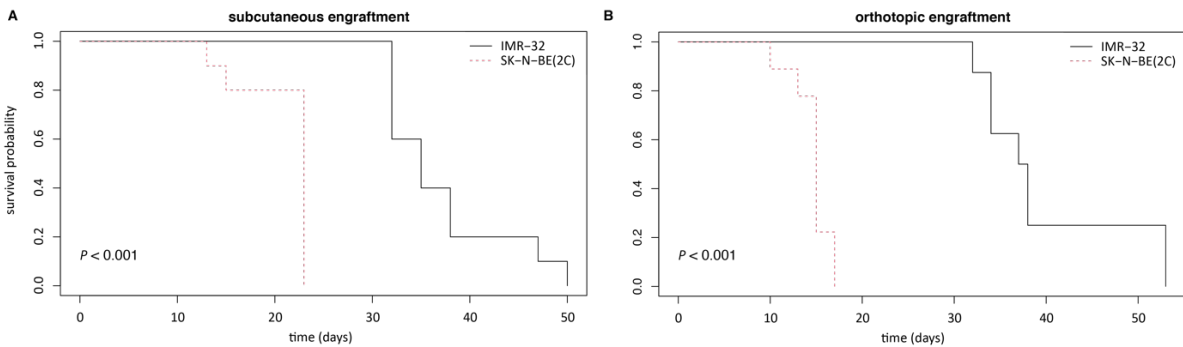 A
subcutaneous engraftment
survival probability
1.0
0.8
0.6
0.4
0.2
0.0
IMR−32
SK−N−BE(2C)
P < 0.001
0 10 20 30 40 50
time (days)
B
orthotopic engraftment
1.0
0.8
0.6
0.4
0.2
0.0
IMR−32
SK−N−BE(2C)
P < 0.001
0 10 20 30 40 50
time (days)